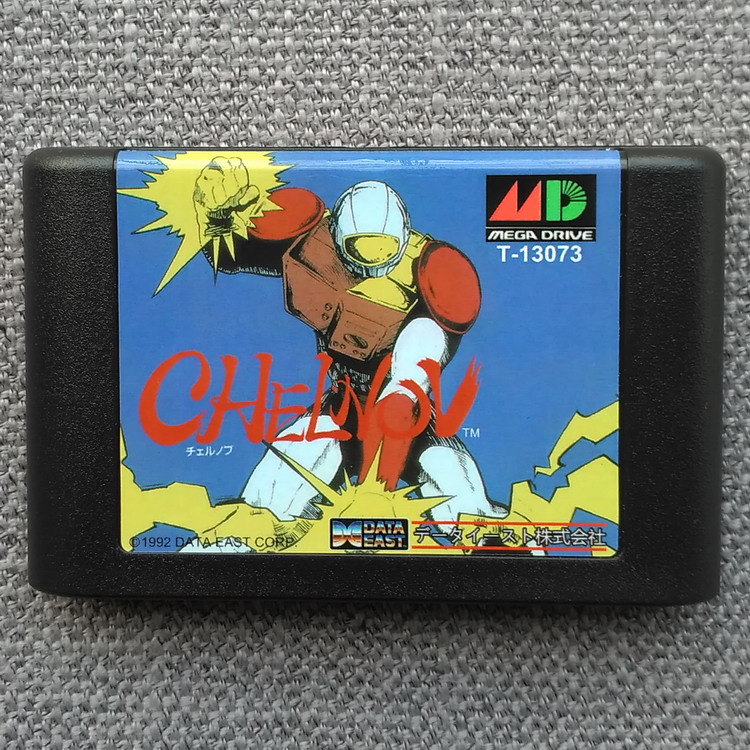 MD
MEGA DRIVE
T-13073
CHELNOV TM
チェルノブ
©1992 DATA EAST CORP.
DATA EAST
データイースト株式会社